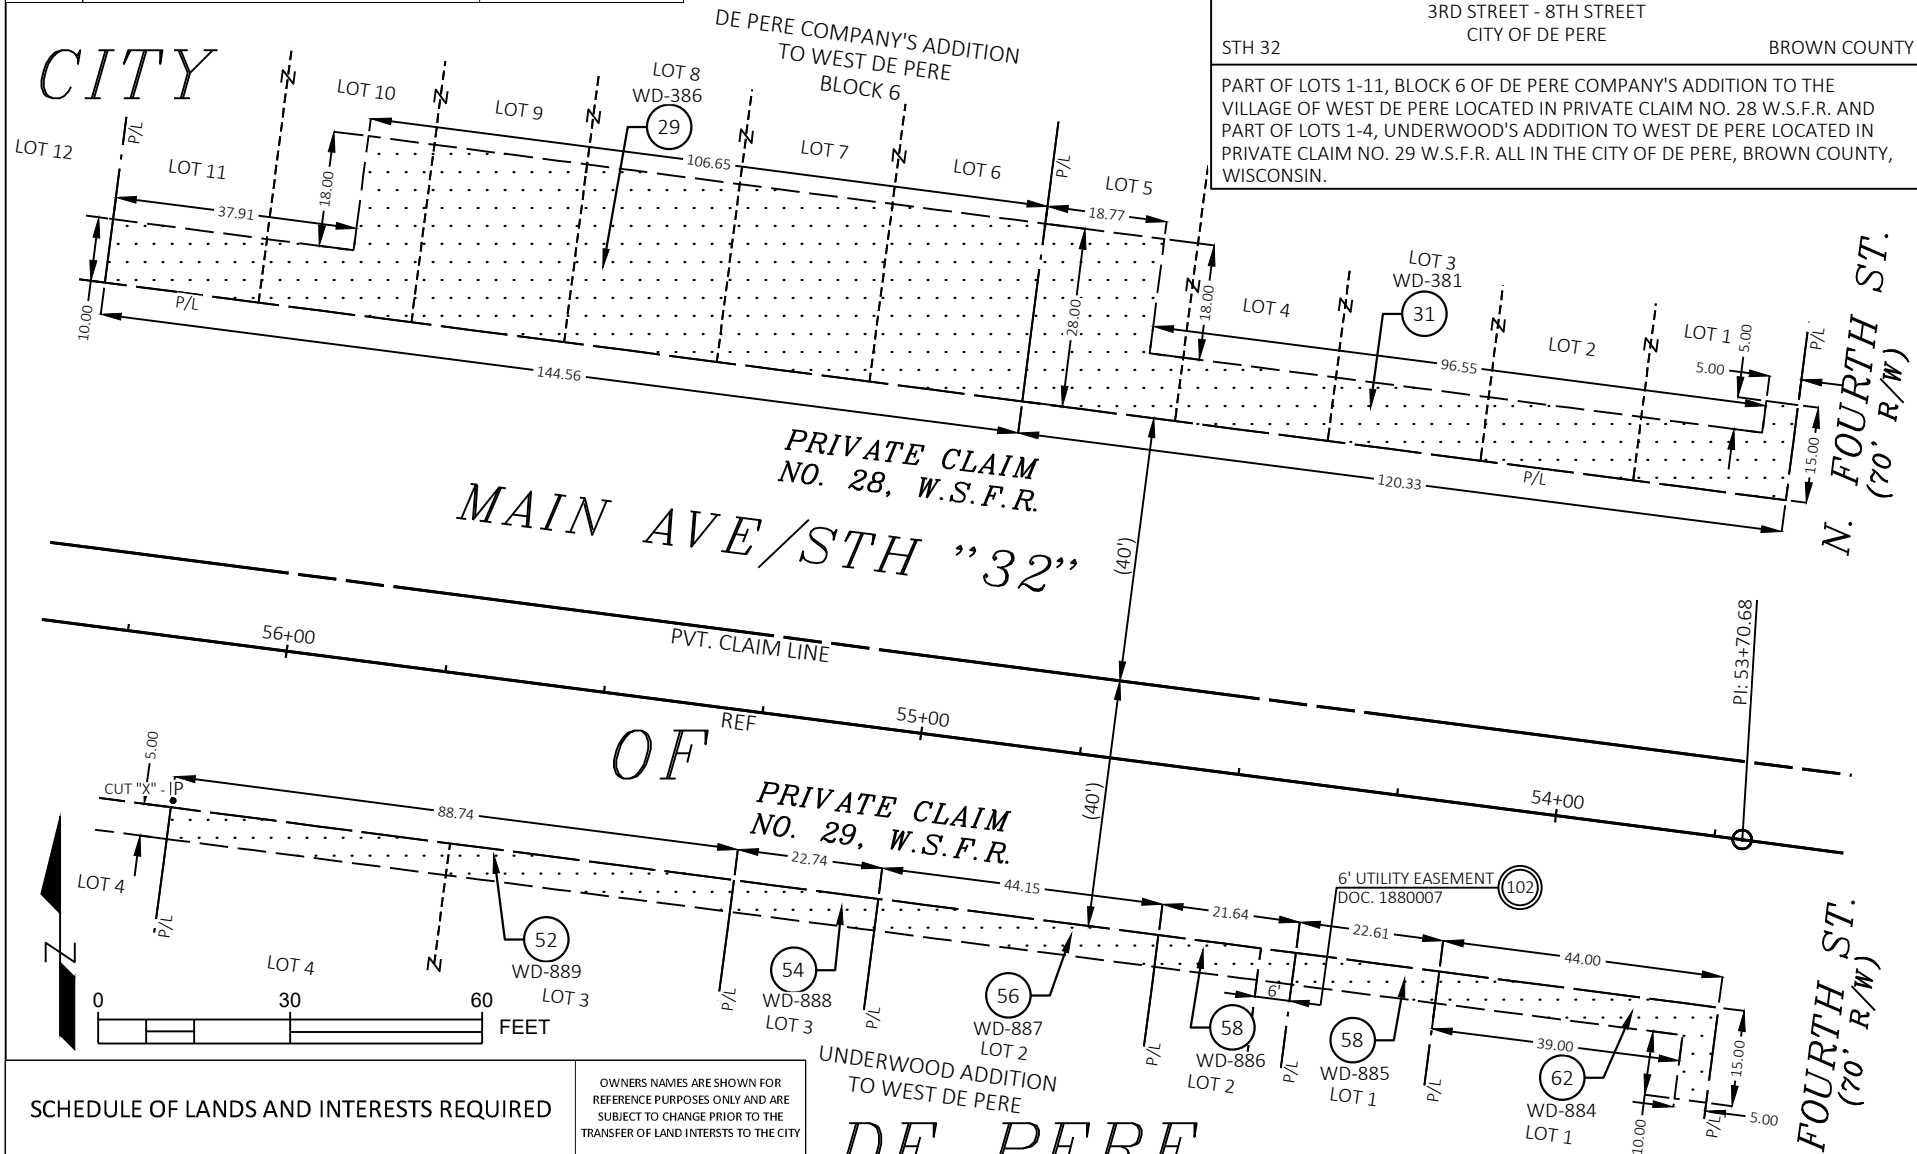 3RD STREET - 8TH STREET
CITY OF DE PERE
STH 32
BROWN COUNTY
PART OF LOTS 1-11, BLOCK 6 OF DE PERE COMPANY'S ADDITION TO THE
VILLAGE OF WEST DE PERE LOCATED IN PRIVATE CLAIM NO. 28 W.S.F.R. AND
PART OF LOTS 1-4, UNDERWOOD'S ADDITION TO WEST DE PERE LOCATED IN
PRIVATE CLAIM NO. 29 W.S.F.R. ALL IN THE CITY OF DE PERE, BROWN COUNTY,
WISCONSIN.
CITY
DE PERE COMPANY'S ADDITION
TO WEST DE PERE
BLOCK 6
LOT 12
P/L
LOT 11
LOT 10
LOT 9
LOT 8
WD-386
29
LOT 7
LOT 6
P/L
LOT 5
37.91
18.00
106.65
18.77
10.00
P/L
144.56
28.00
18.00
LOT 4
LOT 3
WD-381
31
LOT 2
LOT 1
5.00
5.00
P/L
96.55
15.00
P/L
120.33
N. FOURTH ST.
(70' R/W)
PRIVATE CLAIM
NO. 28, W.S.F.R.
MAIN AVE/STH "32"
(40')
PVT. CLAIM LINE
56+00
REF
55+00
54+00
PI: 53+70.68
OF
(40')
PRIVATE CLAIM
NO. 29, W.S.F.R.
5.00
CUT "X" - IP
88.74
22.74
44.15
21.64
22.61
44.00
6' UTILITY EASEMENT
DOC. 1880007
102
LOT 4
P/L
LOT 4
N
52
WD-889
LOT 3
P/L
54
WD-888
LOT 3
P/L
56
WD-887
LOT 2
P/L
58
WD-886
LOT 2
6'
P/L
58
WD-885
LOT 1
P/L
39.00
62
WD-884
LOT 1
10.00
P/L
15.00
5.00
FOURTH ST.
(70' R/W)
0
30
60
FEET
UNDERWOOD ADDITION
TO WEST DE PERE
DE PERE
SCHEDULE OF LANDS AND INTERESTS REQUIRED
OWNERS NAMES ARE SHOWN FOR
REFERENCE PURPOSES ONLY AND ARE
SUBJECT TO CHANGE PRIOR TO THE
TRANSFER OF LAND INTERSTS TO THE CITY